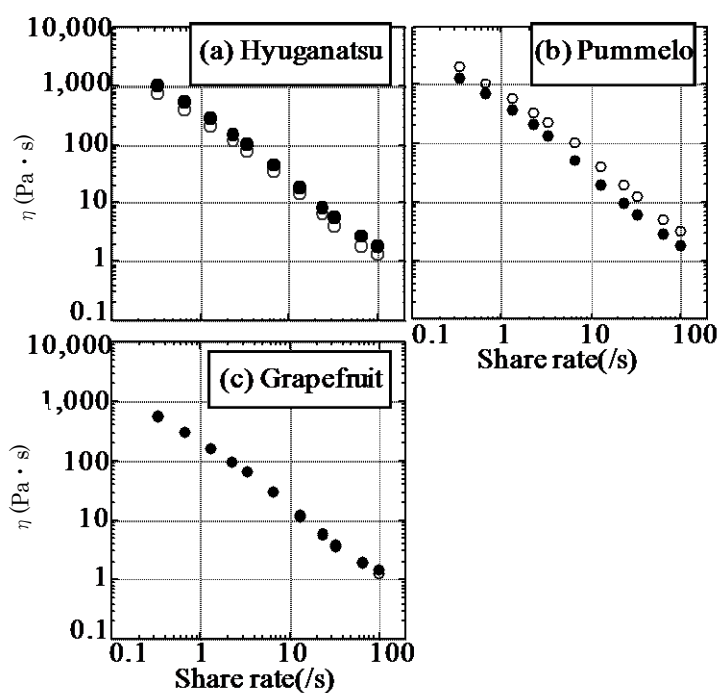 10,000
1,000
100
10
1
0.1
η (Pa・s)
(a) Hyuganatsu
(b) Pummelo
0.1 1 10 100
Share rate(/s)
10,000
1,000
100
10
1
0.1
η (Pa・s)
(c) Grapefruit
0.1 1 10 100
Share rate(/s)